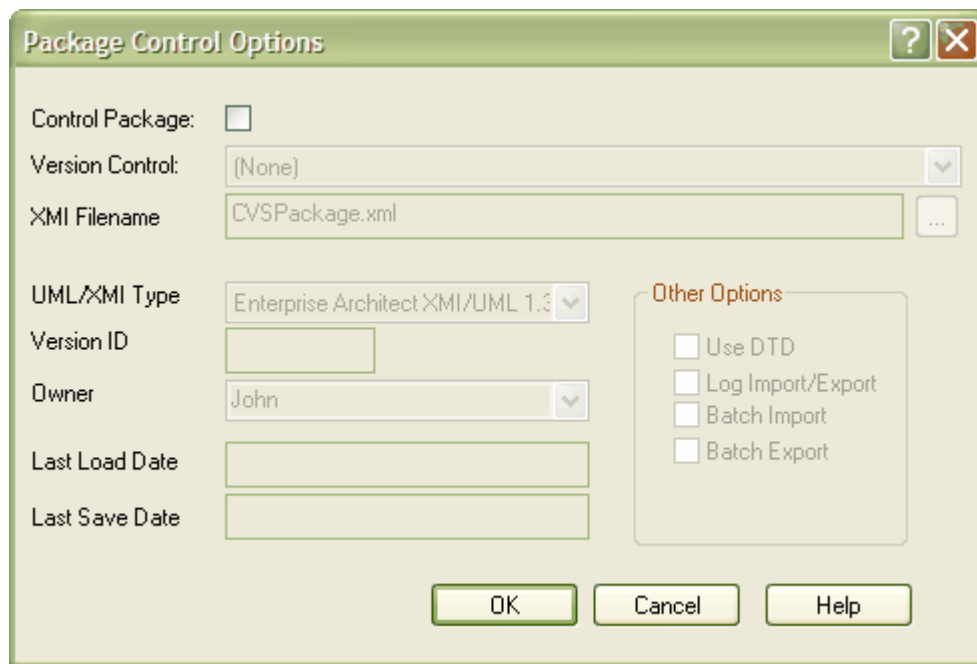 Package Control Options
Control Package:
Version Control: (None)
XMI Filename CVSPackage.xml ...
UML/XMI Type Enterprise Architect XMI/UML 1.3
Version ID
Owner John
Last Load Date
Last Save Date
Other Options
Use DTD
Log Import/Export
Batch Import
Batch Export
OK Cancel Help